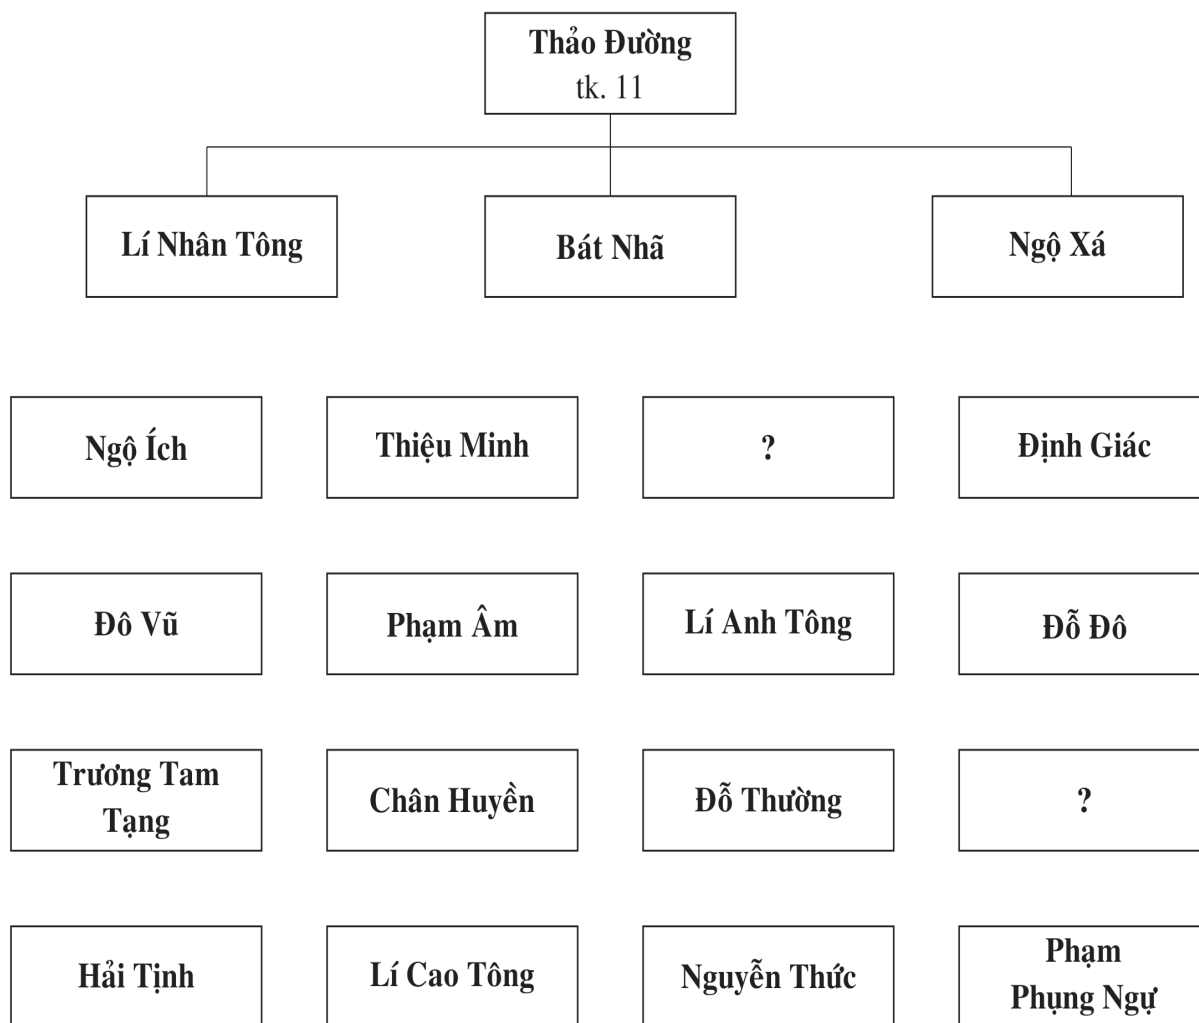 Thảo Đường
tk. 11
Lí Nhân Tông
Bát Nhã
Ngộ Xá
Ngộ Ích
Thiệu Minh
?
Định Giác
Đô Vũ
Phạm Âm
Lí Anh Tông
Đỗ Đô
Trương Tam
Tạng
Chân Huyền
Đỗ Thường
?
Hải Tịnh
Lí Cao Tông
Nguyễn Thức
Phạm
Phụng Ngự